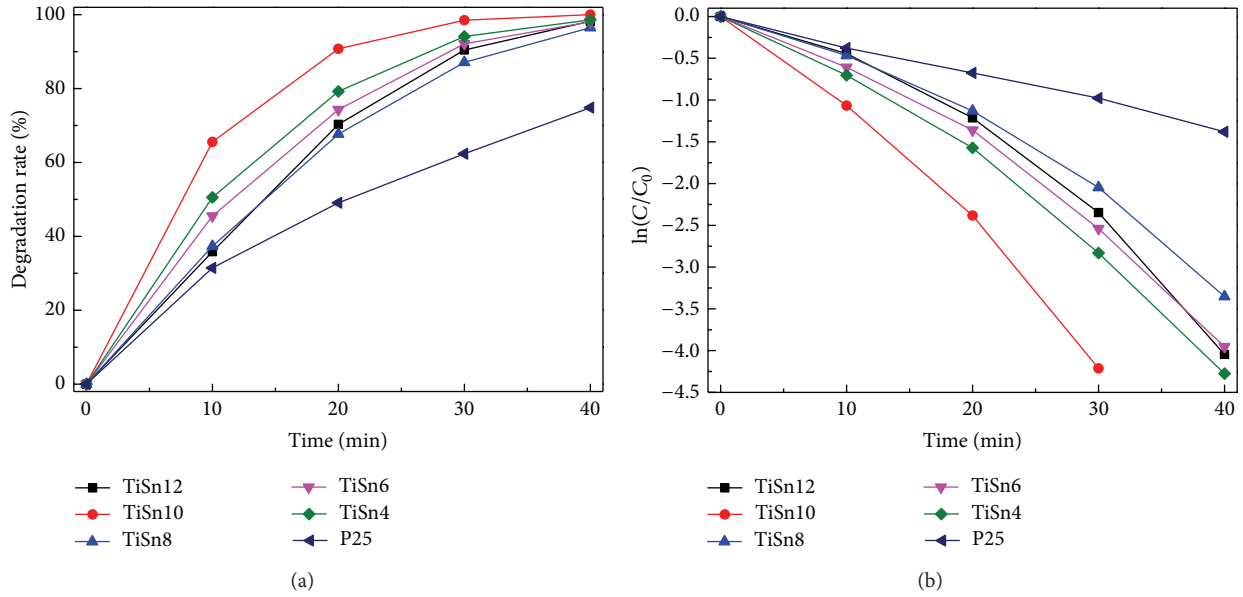 100
80
60
40
20
0
Degradation rate (%)
0 10 20 30 40
Time (min)
TiSn12
TiSn10
TiSn8
TiSn6
TiSn4
P25
(a)
0.0
−0.5
−1.0
−1.5
−2.0
−2.5
−3.0
−3.5
−4.0
−4.5
ln(C/C0)
0 10 20 30 40
Time (min)
TiSn12
TiSn10
TiSn8
TiSn6
TiSn4
P25
(b)